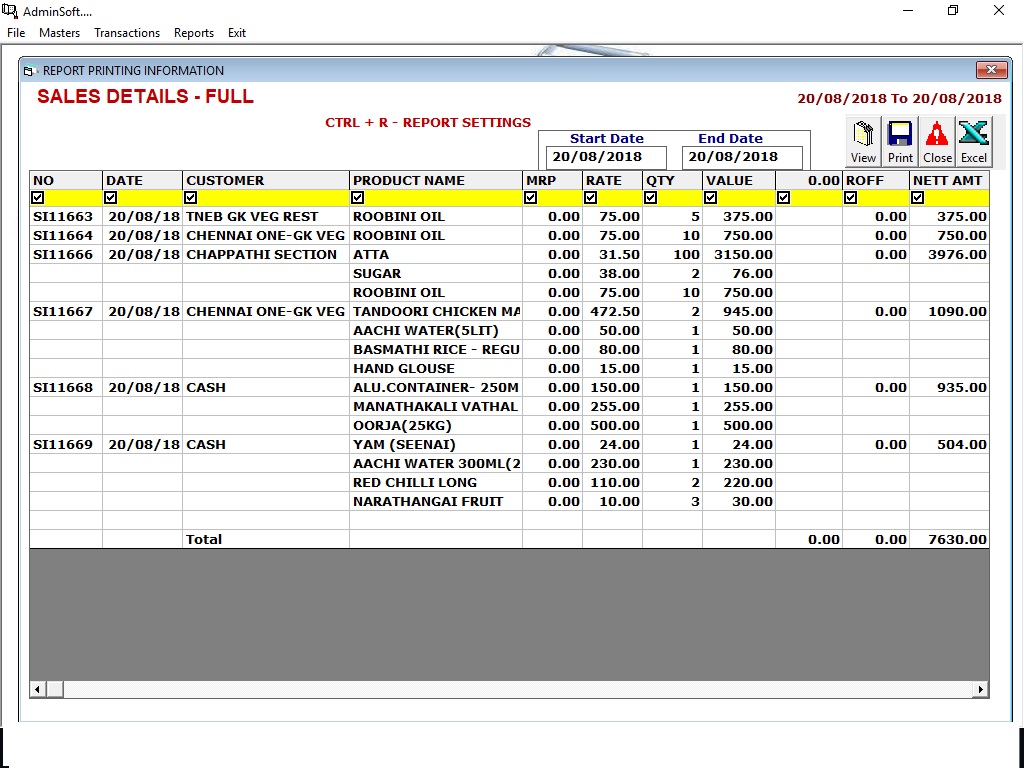 AdminSoft....
File Masters Transactions Reports Exit
REPORT PRINTING INFORMATION
SALES DETAILS - FULL
20/08/2018 To 20/08/2018
CTRL + R - REPORT SETTINGS
Start Date End Date
20/08/2018 20/08/2018
View Print Close Excel
NO DATE CUSTOMER PRODUCT NAME MRP RATE QTY VALUE 0.00 ROFF NETT AMT
SI11663 20/08/18 TNEB GK VEG REST ROOBINI OIL 0.00 75.00 5 375.00 0.00 375.00
SI11664 20/08/18 CHENNAI ONE-GK VEG ROOBINI OIL 0.00 75.00 10 750.00 0.00 750.00
SI11666 20/08/18 CHAPPATHI SECTION ATTA 0.00 31.50 100 3150.00 0.00 3976.00
SUGAR 0.00 38.00 2 76.00
ROOBINI OIL 0.00 75.00 10 750.00
SI11667 20/08/18 CHENNAI ONE-GK VEG TANDOORI CHICKEN MA 0.00 472.50 2 945.00 0.00 1090.00
AACHI WATER(5LIT) 0.00 50.00 1 50.00
BASMATHI RICE - REGU 0.00 80.00 1 80.00
HAND GLOUSE 0.00 15.00 1 15.00
SI11668 20/08/18 CASH ALU.CONTAINER- 250M 0.00 150.00 1 150.00 0.00 935.00
MANATHAKALI VATHAL 0.00 255.00 1 255.00
OORJA(25KG) 0.00 500.00 1 500.00
SI11669 20/08/18 CASH YAM (SEENAI) 0.00 24.00 1 24.00 0.00 504.00
AACHI WATER 300ML(2 0.00 230.00 1 230.00
RED CHILLI LONG 0.00 110.00 2 220.00
NARATHANGAI FRUIT 0.00 10.00 3 30.00
Total 0.00 0.00 7630.00